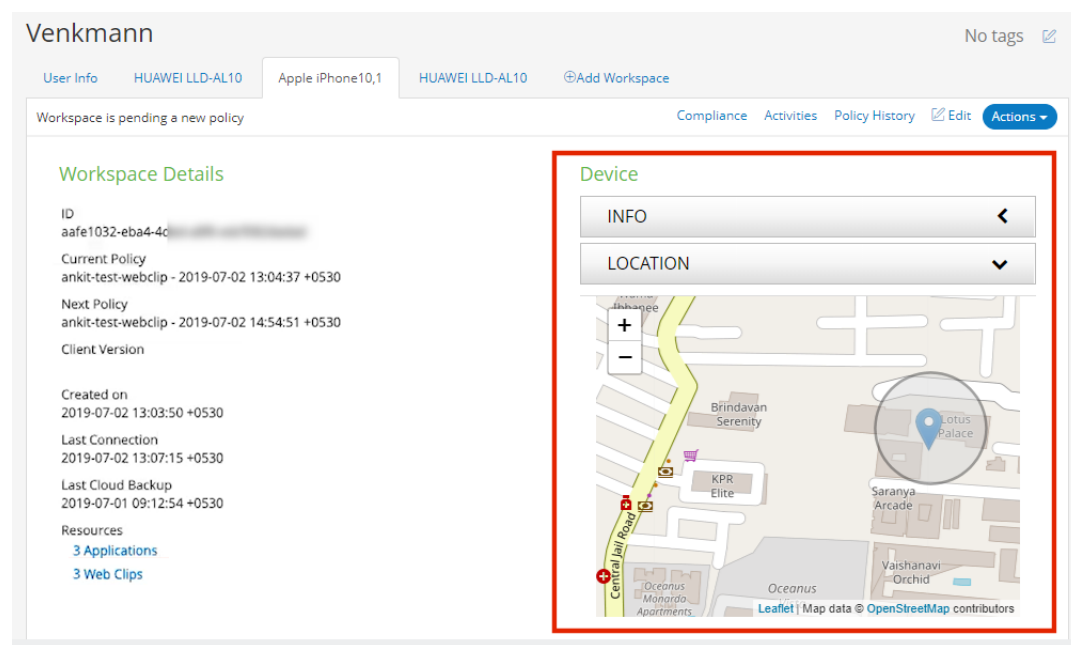 Venkmann
No tags
User Info
HUAWEI LLD-AL10
Apple iPhone10,1
HUAWEI LLD-AL10
Add Workspace
Workspace is pending a new policy
Compliance
Activities
Policy History
Edit
Actions
Workspace Details
ID
aafe1032-eba4-4
Current Policy
ankit-test-webclip - 2019-07-02 13:04:37 +0530
Next Policy
ankit-test-webclip - 2019-07-02 14:54:51 +0530
Client Version
Created on
2019-07-02 13:03:50 +0530
Last Connection
2019-07-02 13:07:15 +0530
Last Cloud Backup
2019-07-01 09:12:54 +0530
Resources
3 Applications
3 Web Clips
Device
INFO
LOCATION
Ibbanee
+
−
Brindavan
Serenity
Lotus
Palace
KPR
Elite
Saranya
Arcade
Central Jail Road
Vaishanavi
Orchid
Oceanus
Monarda
Apartments
Oceanus
Leaflet | Map data © OpenStreetMap contributors